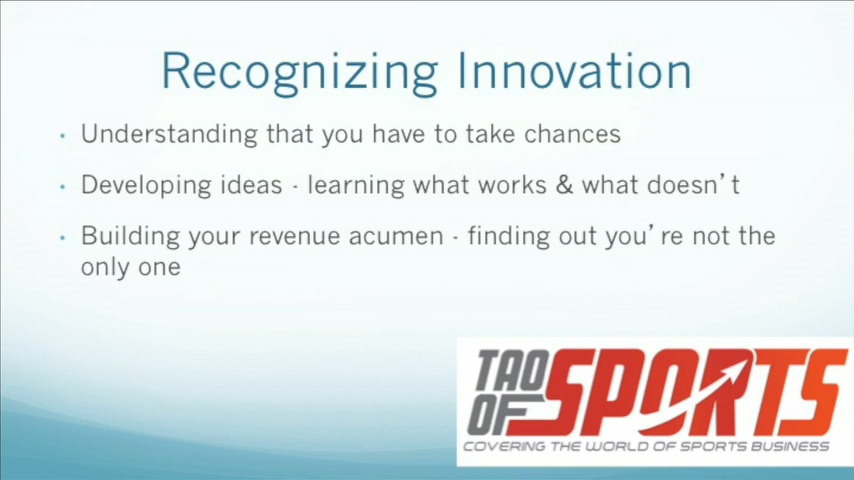 Recognizing Innovation
• Understanding that you have to take chances
• Developing ideas - learning what works & what doesn't
• Building your revenue acumen - finding out you're not the
only one
TAO
OF SPORTS
COVERING THE WORLD OF SPORTS BUSINESS